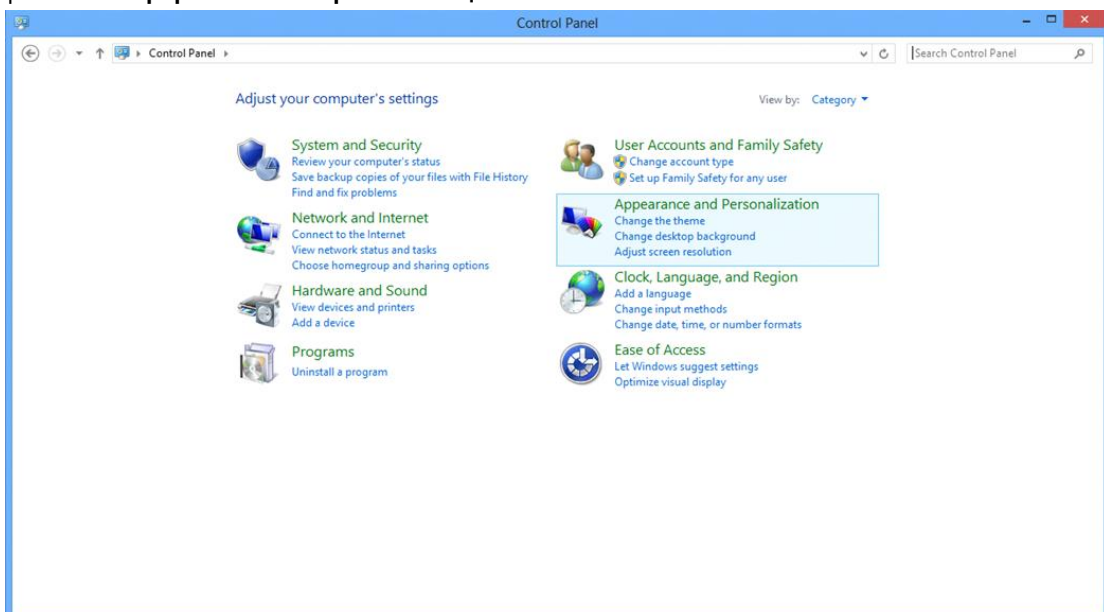 Control Panel
Control Panel
Search Control Panel
Adjust your computer's settings
View by: Category
System and Security
Review your computer's status
Save backup copies of your files with File History
Find and fix problems
Network and Internet
Connect to the Internet
View network status and tasks
Choose homegroup and sharing options
Hardware and Sound
View devices and printers
Add a device
Programs
Uninstall a program
User Accounts and Family Safety
Change account type
Set up Family Safety for any user
Appearance and Personalization
Change the theme
Change desktop background
Adjust screen resolution
Clock, Language, and Region
Add a language
Change input methods
Change date, time, or number formats
Ease of Access
Let Windows suggest settings
Optimize visual display